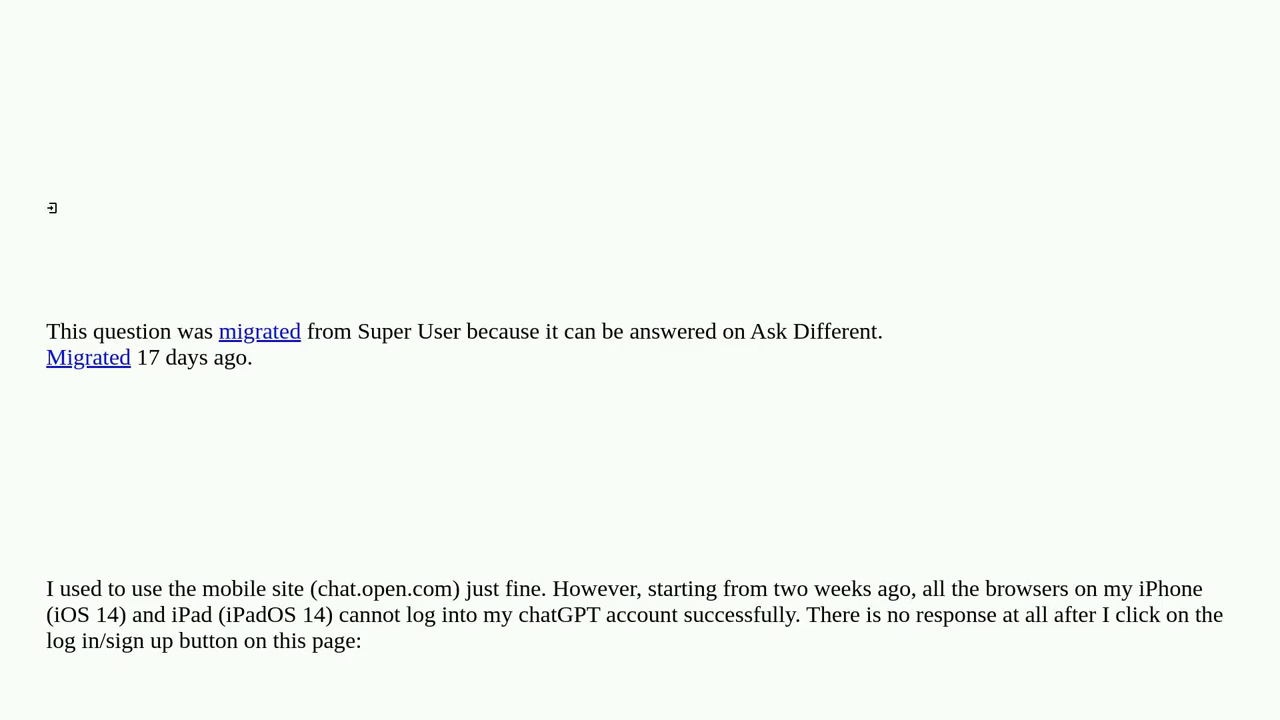 This question was migrated from Super User because it can be answered on Ask Different.
Migrated 17 days ago.
I used to use the mobile site (chat.open.com) just fine. However, starting from two weeks ago, all the browsers on my iPhone
(iOS 14) and iPad (iPadOS 14) cannot log into my chatGPT account successfully. There is no response at all after I click on the
log in/sign up button on this page: